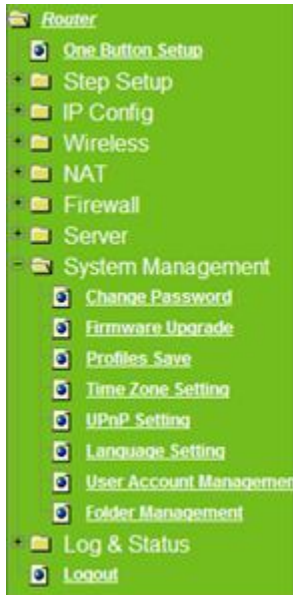 Router
One Button Setup
Step Setup
IP Config
Wireless
NAT
Firewall
Server
System Management
Change Password
Firmware Upgrade
Profiles Save
Time Zone Setting
UPnP Setting
Language Setting
User Account Managemen
Folder Management
Log & Status
Logout